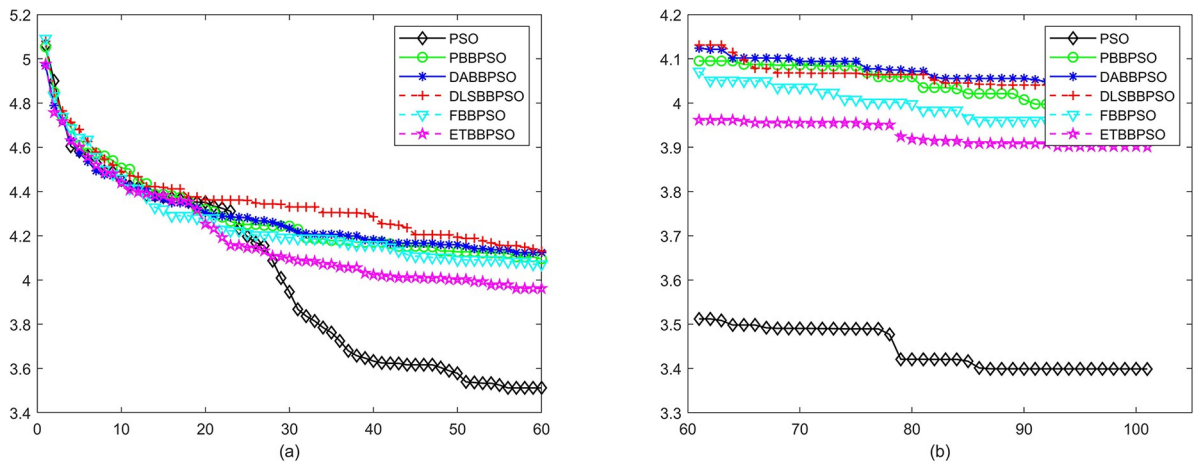 5.2
5
4.8
4.6
4.4
4.2
4
3.8
3.6
3.4
0 10 20 30 40 50 60
(a)
PSO
PBBPSO
DABBPSO
DLSBBPSO
FBBPSO
ETBBPSO
4.2
4.1
4
3.9
3.8
3.7
3.6
3.5
3.4
3.3
60 70 80 90 100
(b)
PSO
PBBPSO
DABBPSO
DLSBBPSO
FBBPSO
ETBBPSO